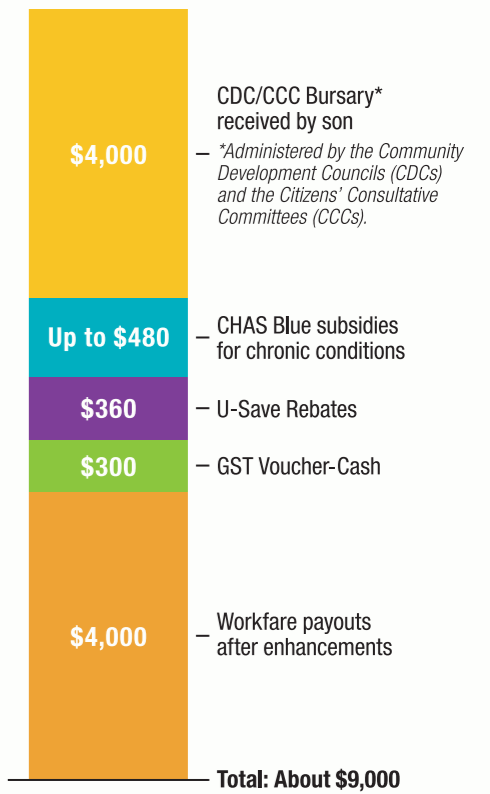 CDC/CCC Bursary*
received by son
$4,000
*Administered by the Community
Development Councils (CDCs)
and the Citizens' Consultative
Committees (CCCs).
Up to $480
CHAS Blue subsidies
for chronic conditions
$360
U-Save Rebates
$300
GST Voucher-Cash
$4,000
Workfare payouts
after enhancements
Total: About $9,000